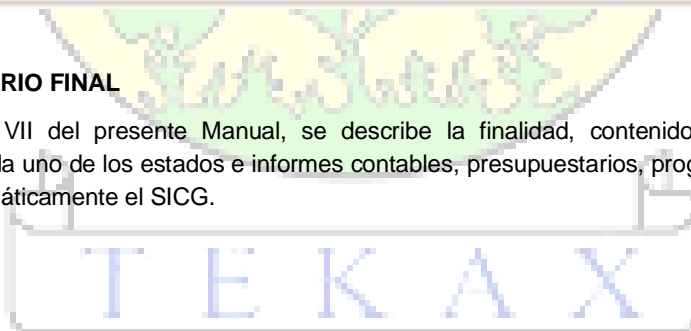 RIO FINAL
VII del presente Manual, se describe la finalidad, contenido
a uno de los estados e informes contables, presupuestarios, prog
áticamente el SICG.
TEKAX